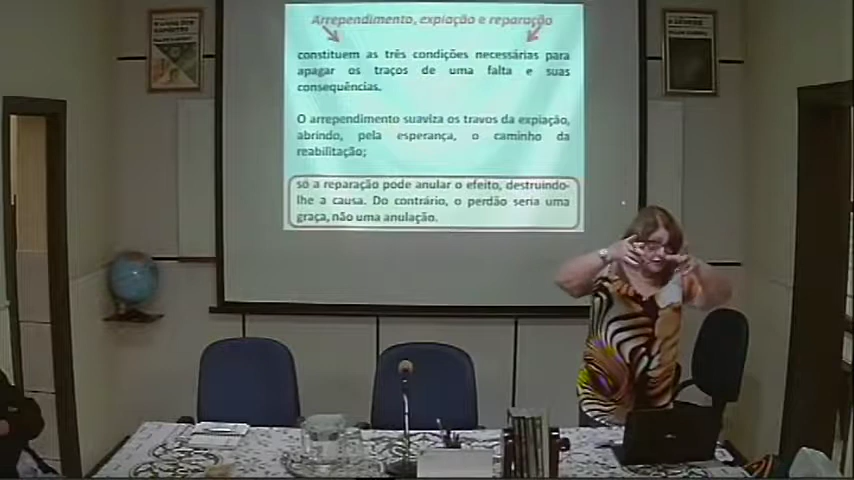 Arrependimento, expiação e reparação
constituem as três condições necessárias para
apagar os traços de uma falta e suas
consequências.
O arrependimento suaviza os travos da expiação,
abrindo, pela esperança, o caminho da
reabilitação;
só a reparação pode anular o efeito, destruindo-
lhe a causa. Do contrário, o perdão seria uma
graça, não uma anulação.